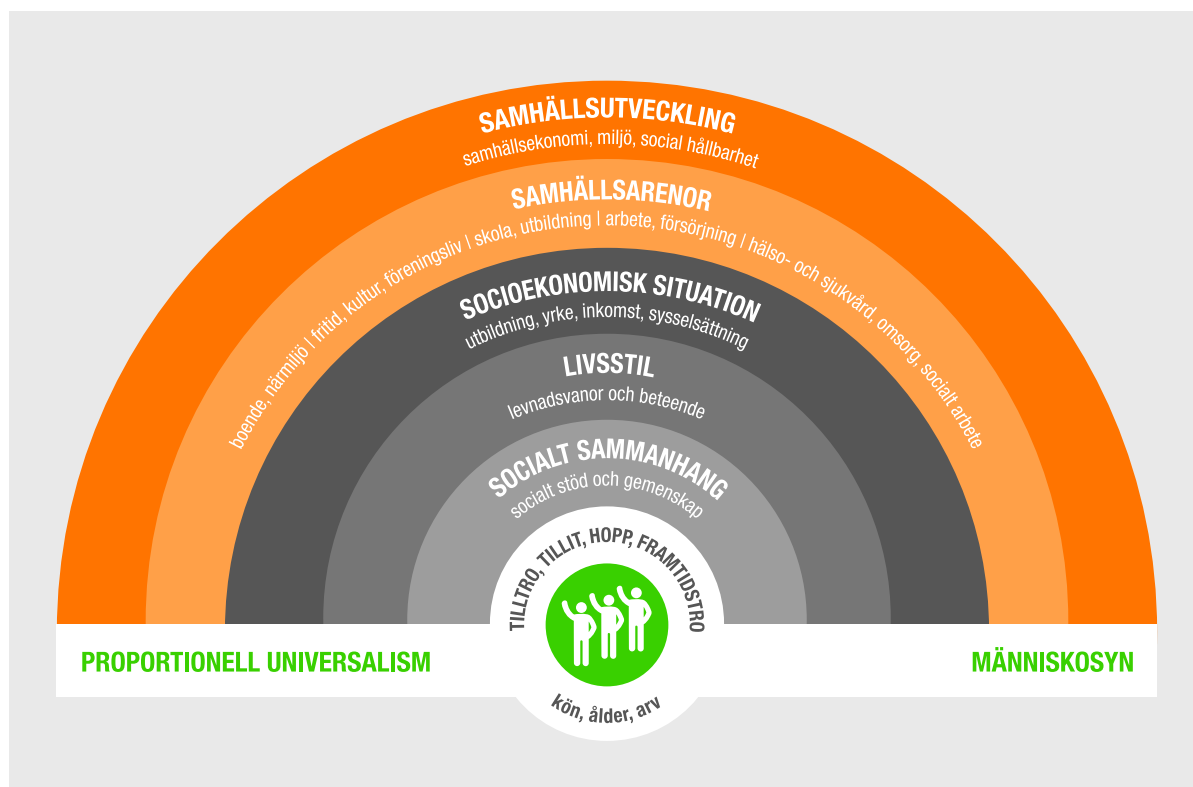 SAMHÄLLSUTVECKLING
samhällsekonomi, miljö, social hållbarhet
SAMHÄLLSARENOR
boende, närmiljö | fritid, kultur, föreningsliv | skola, utbildning | arbete, försörjning | hälso- och sjukvård, omsorg, socialt arbete
SOCIOEKONOMISK SITUATION
utbildning, yrke, inkomst, sysselsättning
LIVSSTIL
levnadsvanor och beteende
SOCIALT SAMMANHANG
socialt stöd och gemenskap
TILLTRO, TILLIT, HOPP, FRAMTIDSTRO
PROPORTIONELL UNIVERSALISM
MÄNNISKOSYN
kön, ålder, arv